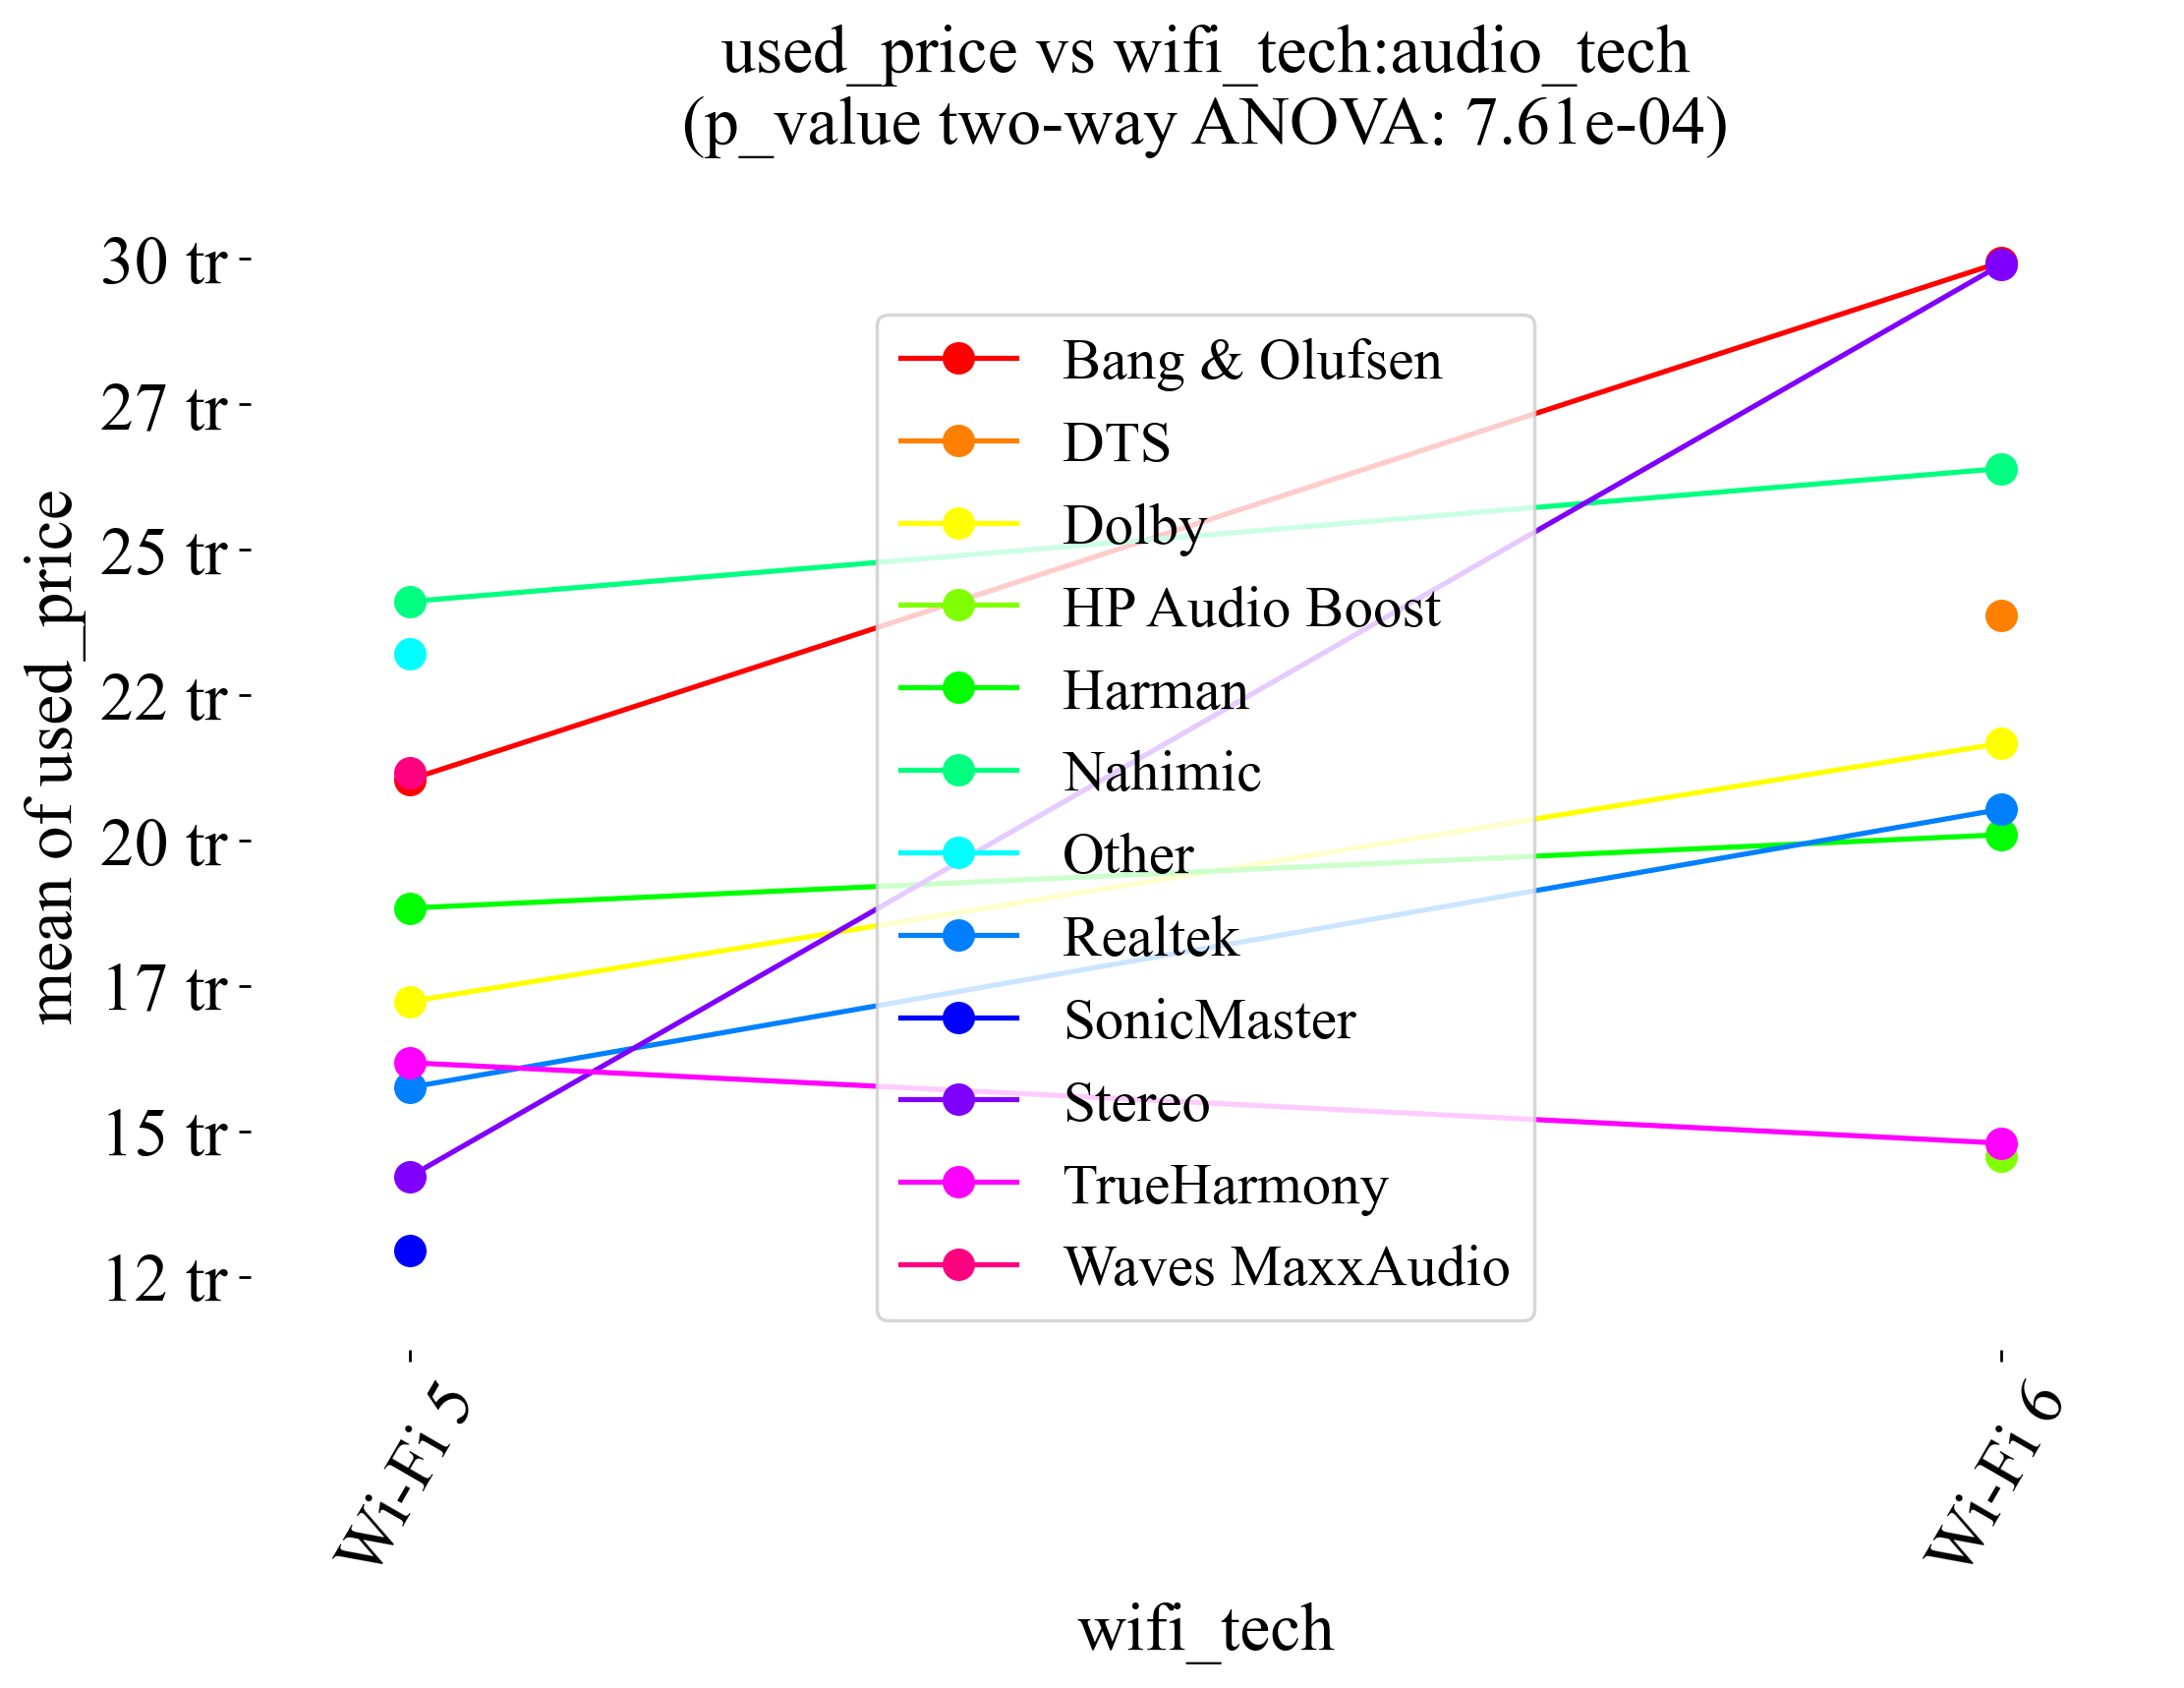 used_price vs wifi_tech:audio_tech
(p_value two-way ANOVA: 7.61e-04)
mean of used_price
30 tr
27 tr
25 tr
22 tr
20 tr
17 tr
15 tr
12 tr
Bang & Olufsen
DTS
Dolby
HP Audio Boost
Harman
Nahimic
Other
Realtek
SonicMaster
Stereo
TrueHarmony
Waves MaxxAudio
Wi-Fi 5
Wi-Fi 6
wifi_tech